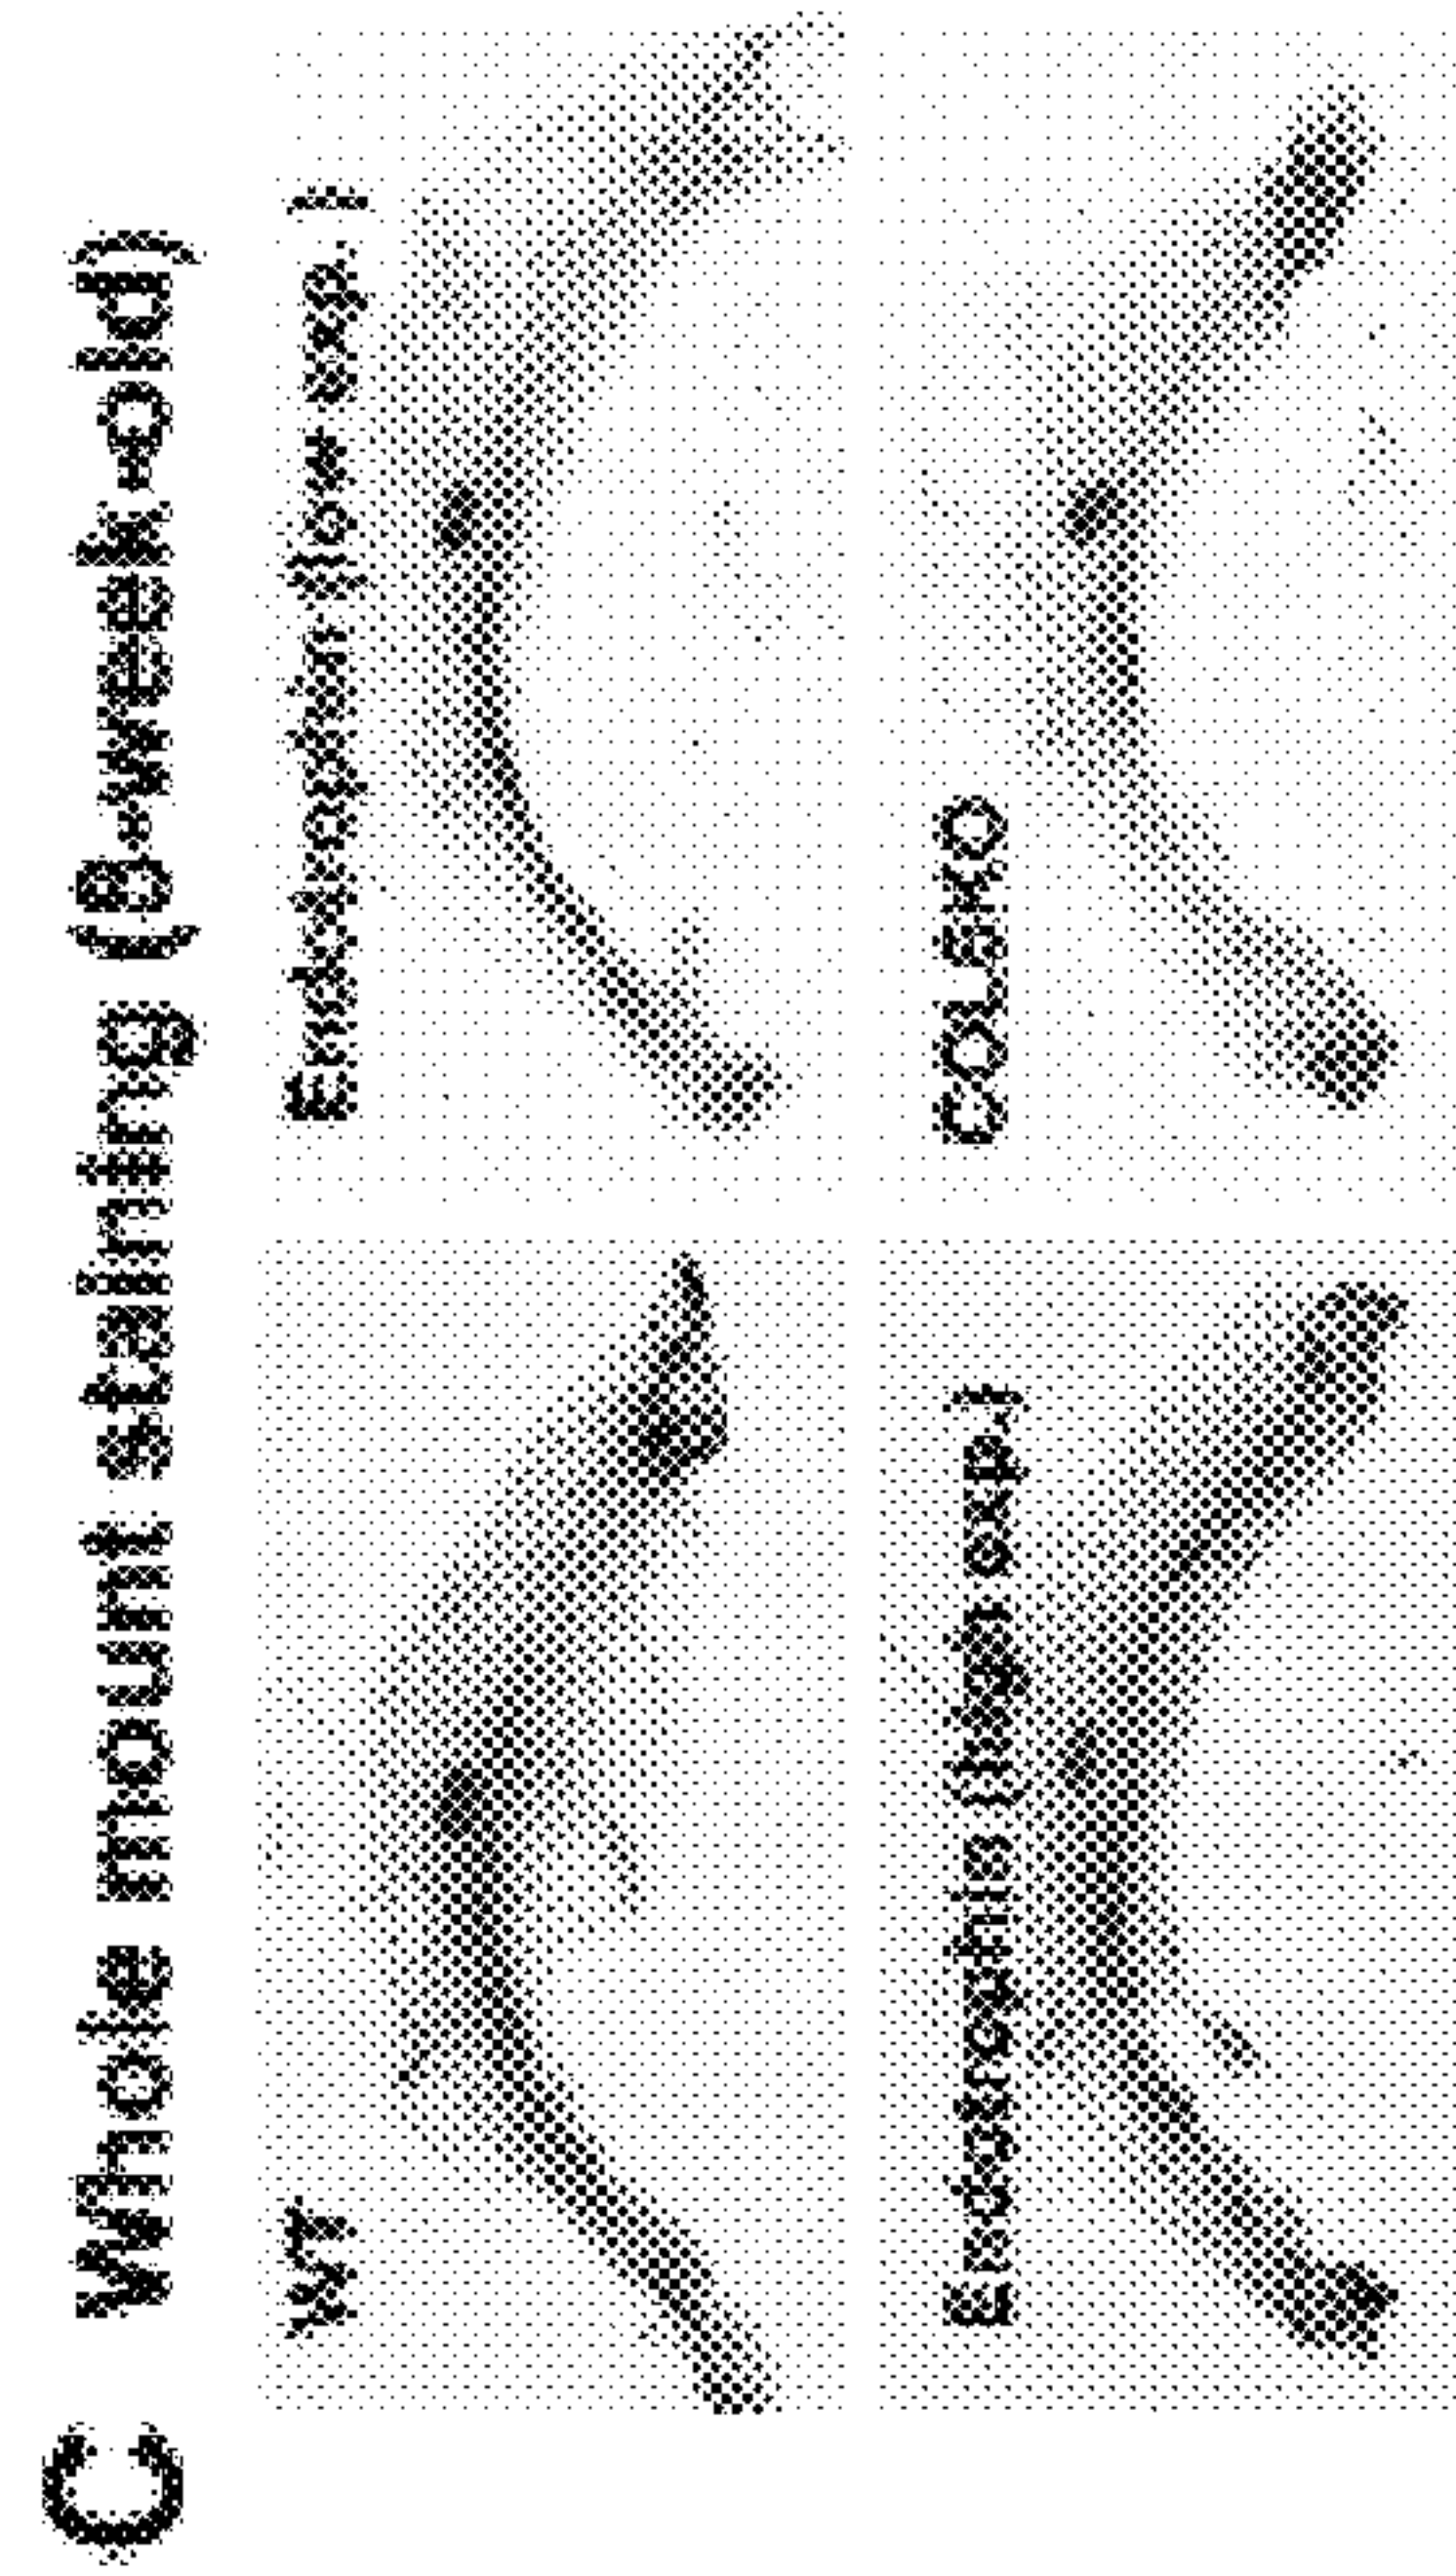 C Whole mount staining (8-week-old)
WT
Endotrophin (low exp. )
Endotrophin (high exp.)
COL6KO